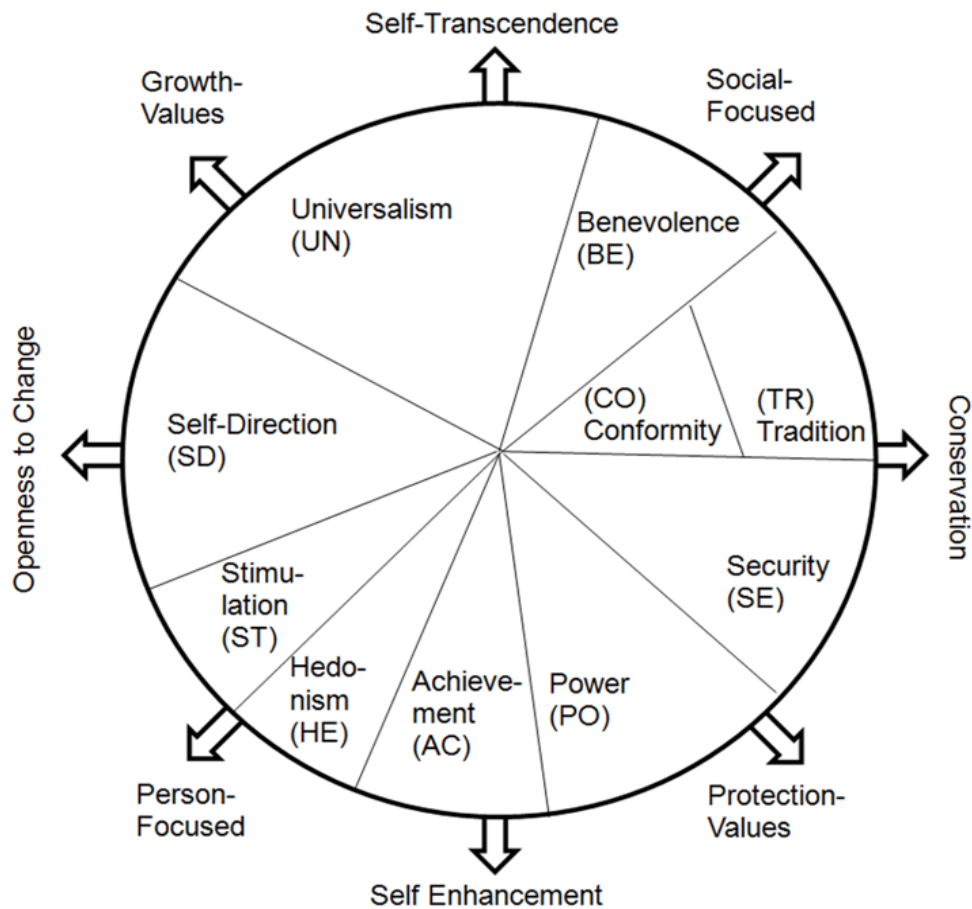 Self-Transcendence
Growth-
Values
Social-
Focused
Universalism
(UN)
Benevolence
(BE)
Openness to Change
Self-Direction
(SD)
(CO)
Conformity
(TR)
Tradition
Conservation
Stimu-
lation
(ST)
Security
(SE)
Hedo-
nism
(HE)
Achieve-
ment
(AC)
Power
(PO)
Person-
Focused
Protection-
Values
Self Enhancement